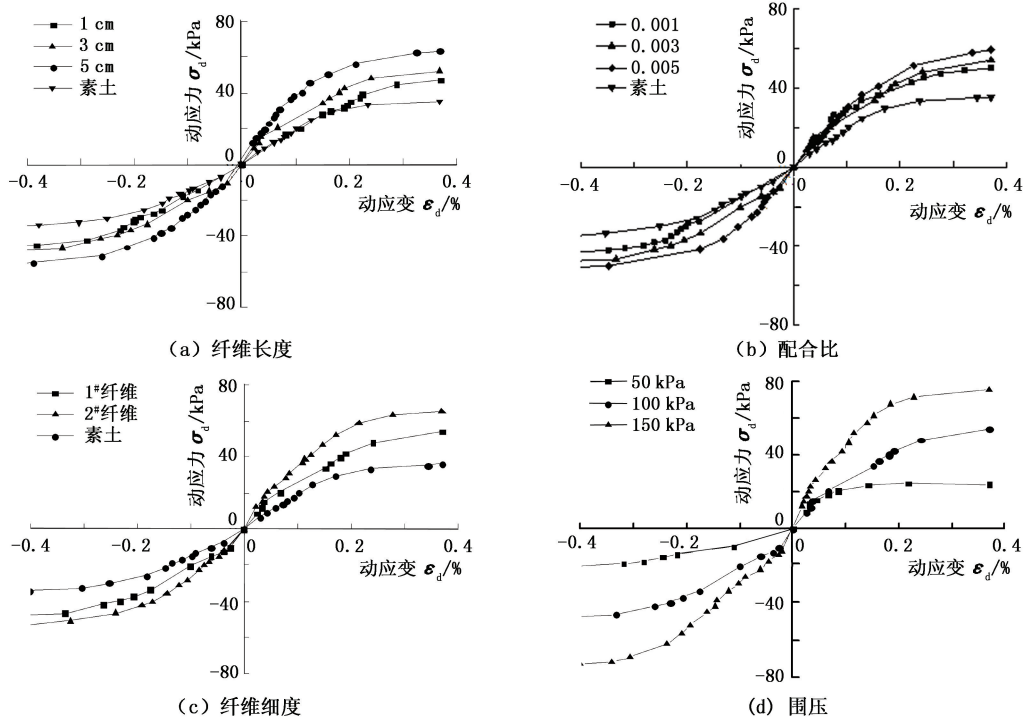 1 cm
3 cm
5 cm
素土
动应力 σd/kPa
80
40
0
-0.4
-0.2
0
0.2
0.4
动应变 εd/%
-40
-80
(a) 纤维长度
0.001
0.003
0.005
素土
动应力 σd/kPa
80
40
0
-0.4
-0.2
0.0
0.2
0.4
动应变 εd/%
-40
-80
(b) 配合比
1#纤维
2#纤维
素土
动应力 σd/kPa
80
40
0
-0.4
-0.2
0
0.2
0.4
动应变 εd/%
-40
-80
(c) 纤维细度
50 kPa
100 kPa
150 kPa
动应力 σd/kPa
80
40
0
-0.4
-0.2
0
0.2
0.4
动应变 εd/%
-40
-80
(d) 围压